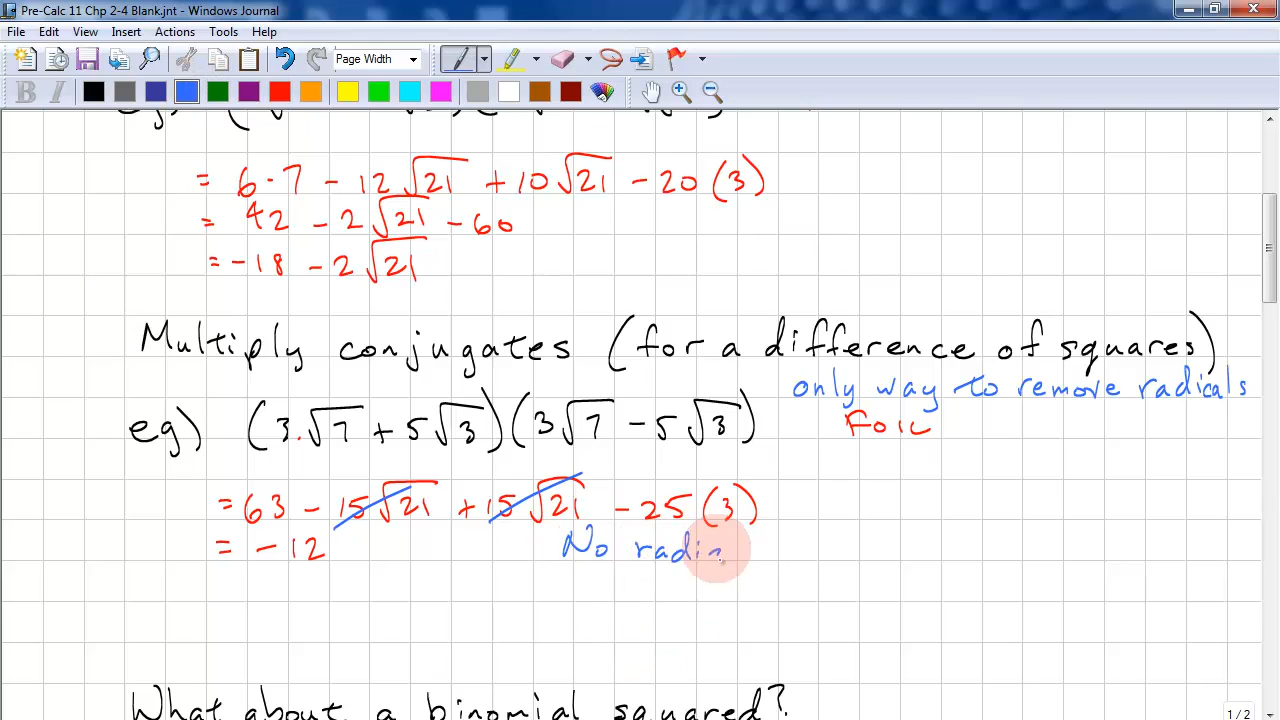 Pre-Calc 11 Chp 2-4 Blank.jnt - Windows Journal
File Edit View Insert Actions Tools Help
Page Width
= 6·7 - 12√21 + 10√21 - 20(3)
= 42 - 2√21 - 60
= -18 - 2√21
Multiply conjugates (for a difference of squares)
only way to remove radicals
eg) (3.√7 + 5√3)(3√7 - 5√3) FOIL
= 63 - 15√21 + 15√21 - 25(3)
= -12 No radic
What about a binomial squared?
1/2